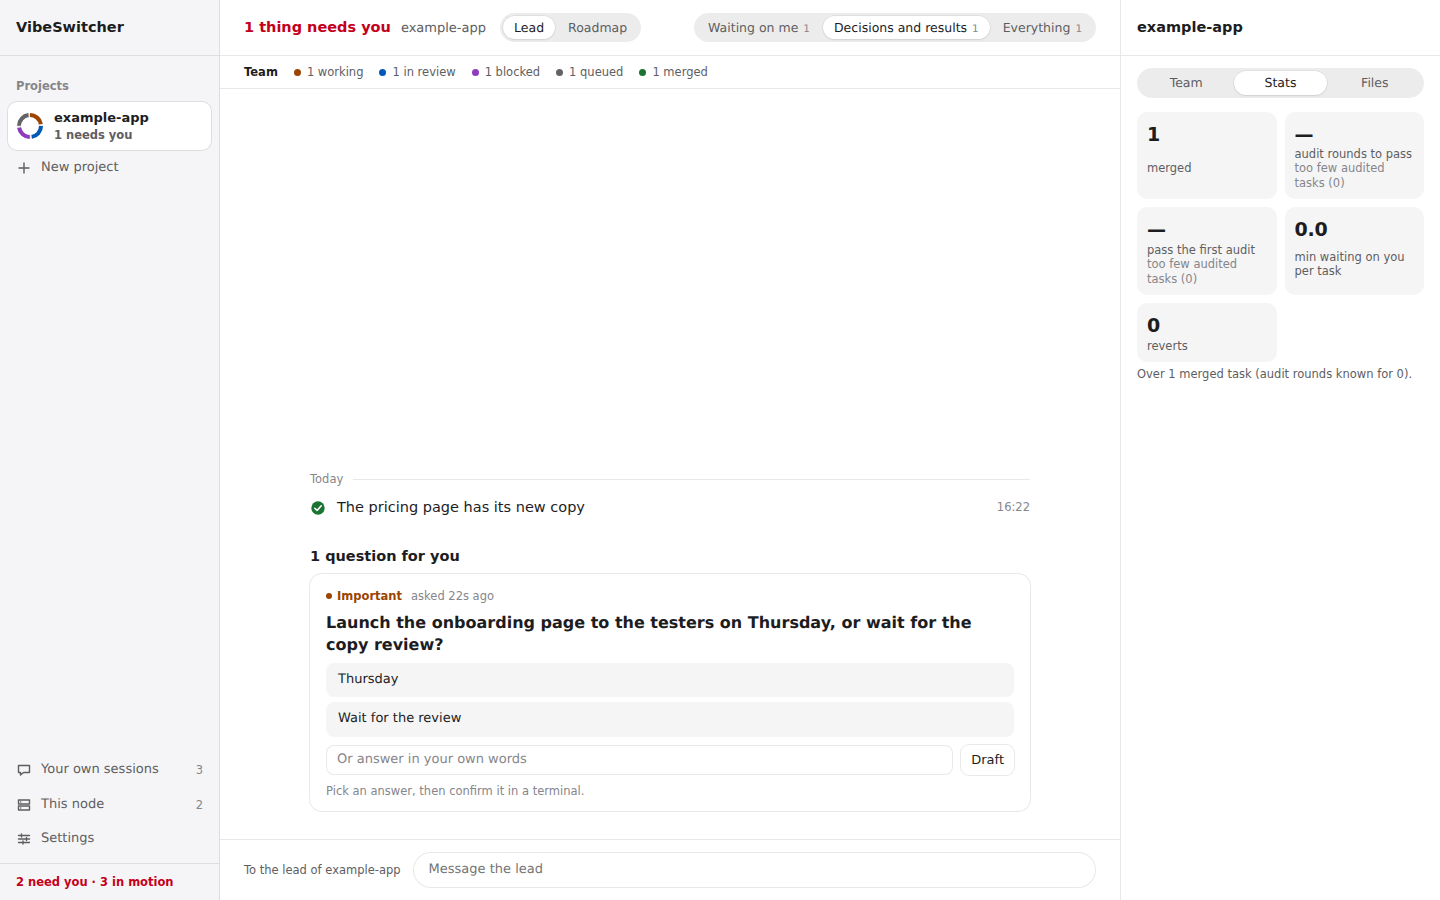 VibeSwitcher
Projects
example-app
1 needs you
New project
Your own sessions 3
This node 2
Settings
2 need you · 3 in motion
1 thing needs you example-app Lead Roadmap Waiting on me 1 Decisions and results 1 Everything 1
Team 1 working 1 in review 1 blocked 1 queued 1 merged
Today
The pricing page has its new copy 16:22
1 question for you
Important asked 22s ago
Launch the onboarding page to the testers on Thursday, or wait for the
copy review?
Thursday
Wait for the review
Or answer in your own words Draft
Pick an answer, then confirm it in a terminal.
To the lead of example-app Message the lead
example-app
Team Stats Files
1
merged
—
audit rounds to pass
too few audited
tasks (0)
—
pass the first audit
too few audited
tasks (0)
0.0
min waiting on you
per task
0
reverts
Over 1 merged task (audit rounds known for 0).